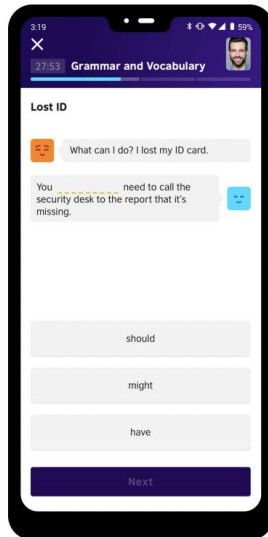 3:19
59%
27:53 Grammar and Vocabulary
Lost ID
What can I do? I lost my ID card.
You __________ need to call the
security desk to the report that it's
missing.
should
might
have
Next